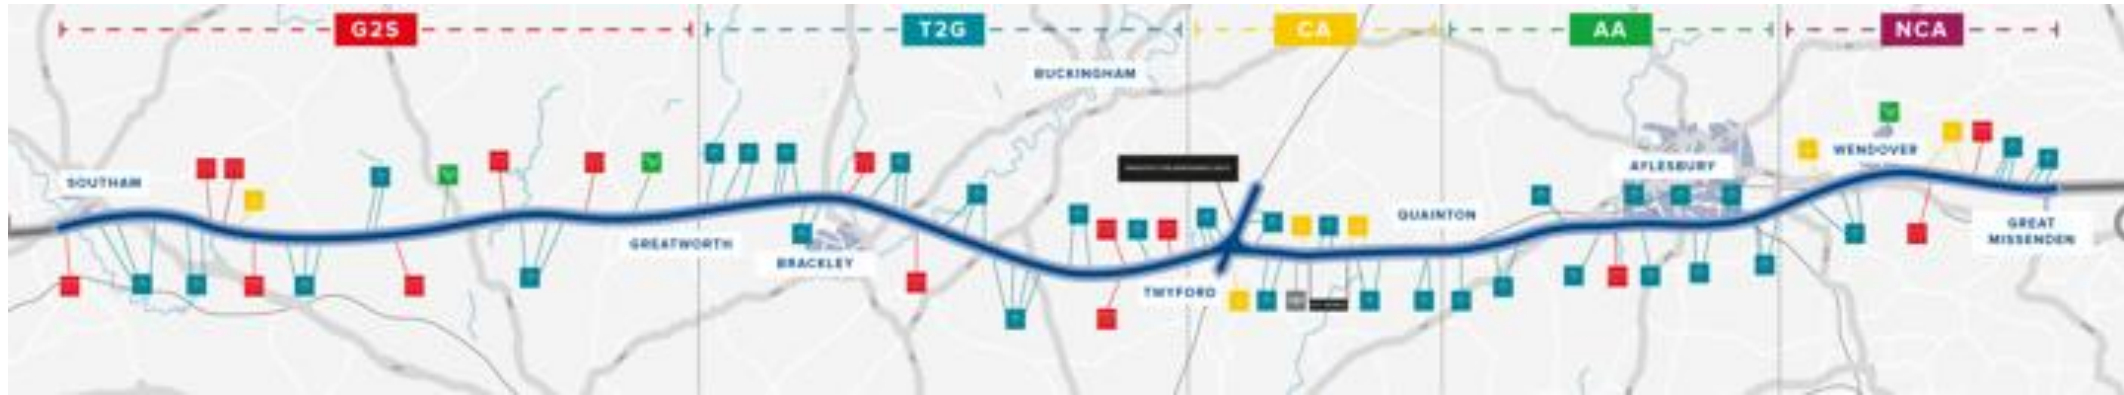 G2S T2G CA AA NCA
BUCKINGHAM
SOUTHAM
AYLESBURY
WENDOVER
QUAINTON
GREATWORTH
BRACKLEY
TWYFORD
GREAT
MISSENDEN